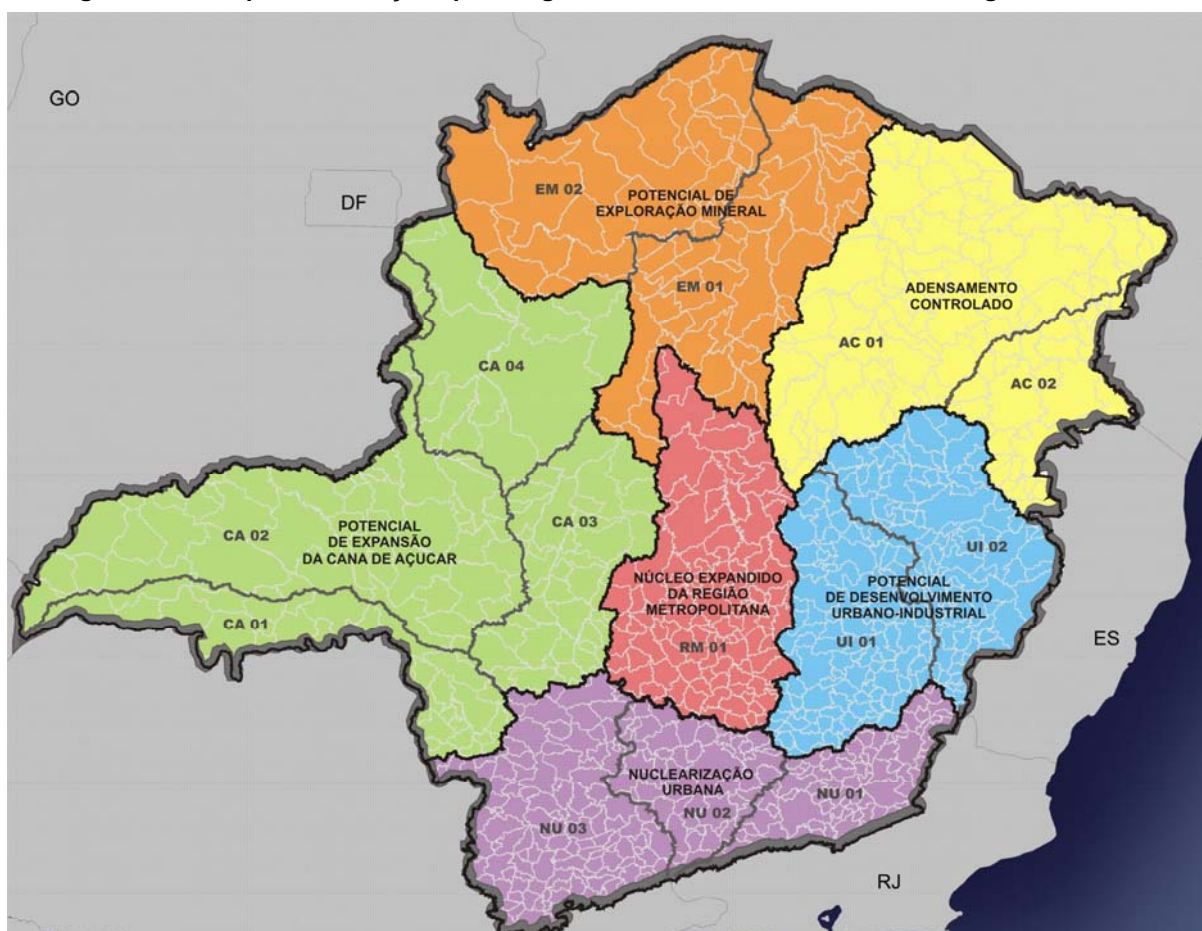 GO
DF
EM 02
POTENCIAL DE
EXPLORAÇÃO MINERAL
EM 01
ADENSAMENTO
CONTROLADO
AC 01
AC 02
CA 04
CA 03
CA 02
POTENCIAL
DE EXPANSÃO
DA CANA DE AÇUCAR
CA 01
NÚCLEO EXPANDIDO
DA REGIÃO
METROPOLITANA
RM 01
UI 02
POTENCIAL
DE DESENVOLVIMENTO
URBANO-INDUSTRIAL
UI 01
ES
NUCLEARIZAÇÃO
URBANA
NU 01
NU 02
NU 03
RJ